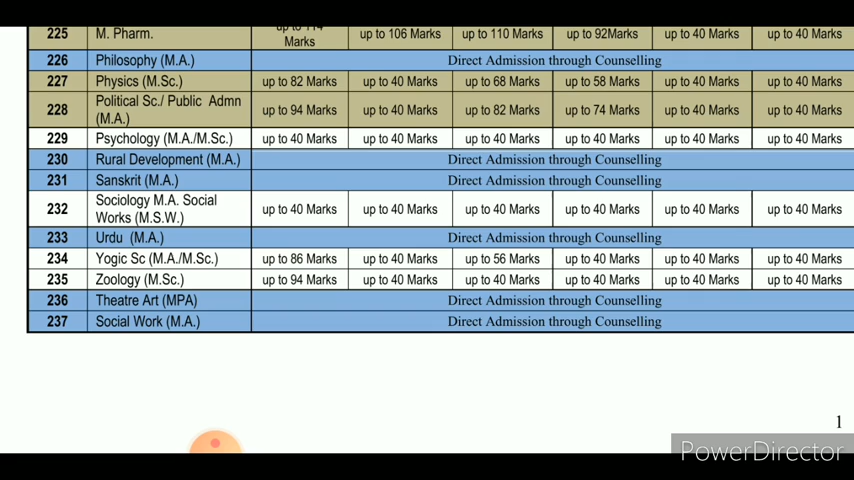 225 M. Pharm. up to 114 Marks up to 106 Marks up to 110 Marks up to 92Marks up to 40 Marks up to 40 Marks
226 Philosophy (M.A.) Direct Admission through Counselling
227 Physics (M.Sc.) up to 82 Marks up to 40 Marks up to 68 Marks up to 58 Marks up to 40 Marks up to 40 Marks
228 Political Sc./ Public Admn (M.A.) up to 94 Marks up to 40 Marks up to 82 Marks up to 74 Marks up to 40 Marks up to 40 Marks
229 Psychology (M.A./M.Sc.) up to 40 Marks up to 40 Marks up to 40 Marks up to 40 Marks up to 40 Marks up to 40 Marks
230 Rural Development (M.A.) Direct Admission through Counselling
231 Sanskrit (M.A.) Direct Admission through Counselling
232 Sociology M.A. Social Works (M.S.W.) up to 40 Marks up to 40 Marks up to 40 Marks up to 40 Marks up to 40 Marks up to 40 Marks
233 Urdu (M.A.) Direct Admission through Counselling
234 Yogic Sc (M.A./M.Sc.) up to 86 Marks up to 40 Marks up to 56 Marks up to 40 Marks up to 40 Marks up to 40 Marks
235 Zoology (M.Sc.) up to 94 Marks up to 40 Marks up to 40 Marks up to 40 Marks up to 40 Marks up to 40 Marks
236 Theatre Art (MPA) Direct Admission through Counselling
237 Social Work (M.A.) Direct Admission through Counselling
1
PowerDirector